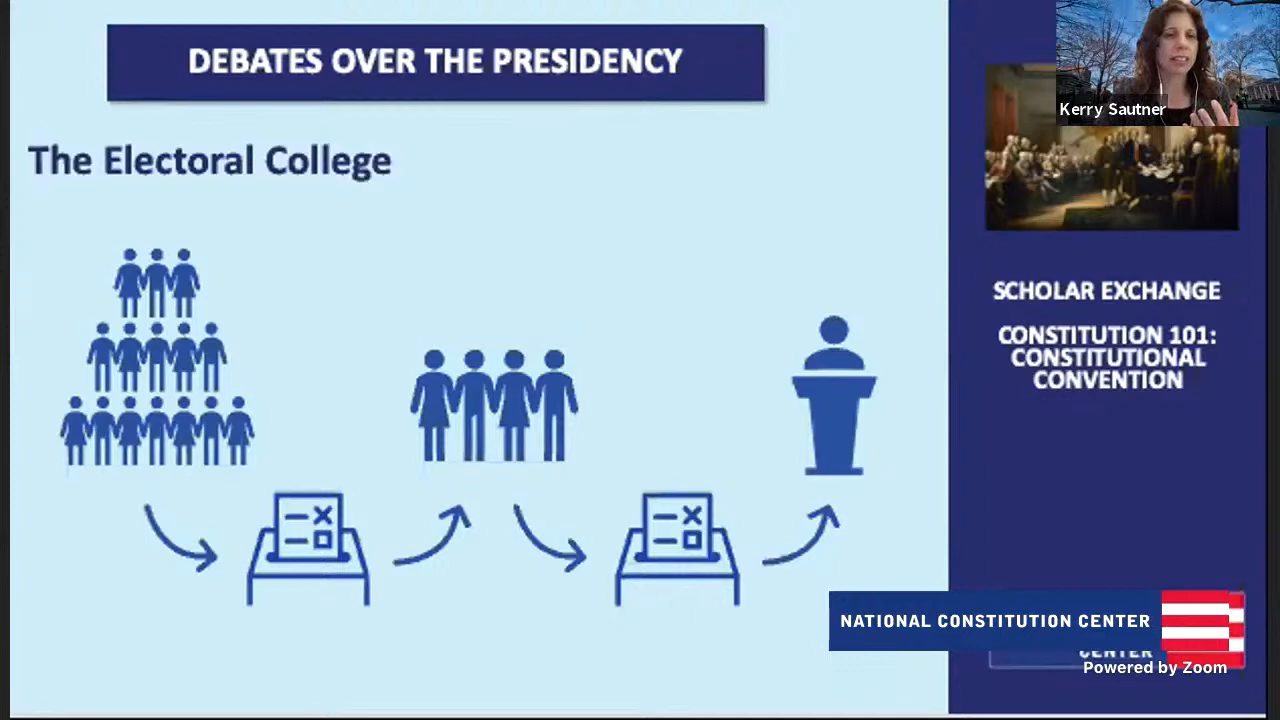 DEBATES OVER THE PRESIDENCY
The Electoral College
Kerry Sautner
SCHOLAR EXCHANGE
CONSTITUTION 101:
CONSTITUTIONAL
CONVENTION
NATIONAL CONSTITUTION CENTER
CENTER
Powered by Zoom